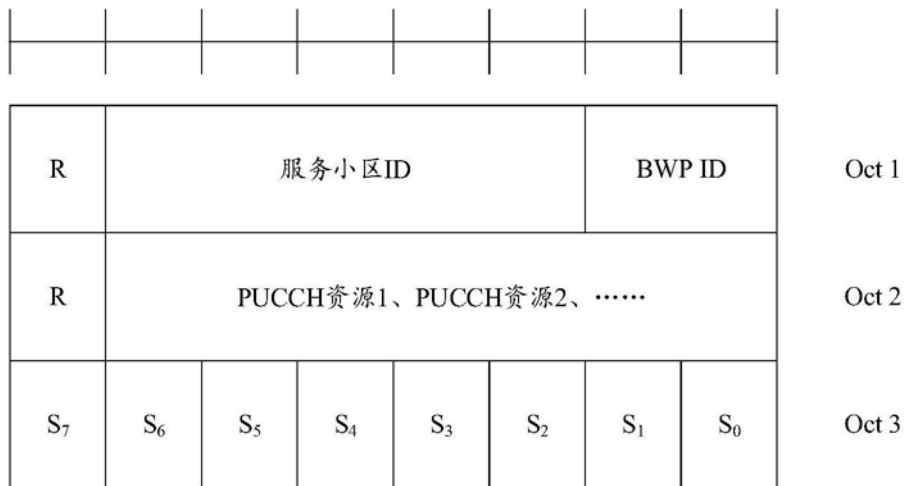 R 服务小区ID BWP ID Oct 1
R PUCCH资源1、PUCCH资源2、…… Oct 2
S₇ S₆ S₅ S₄ S₃ S₂ S₁ S₀ Oct 3